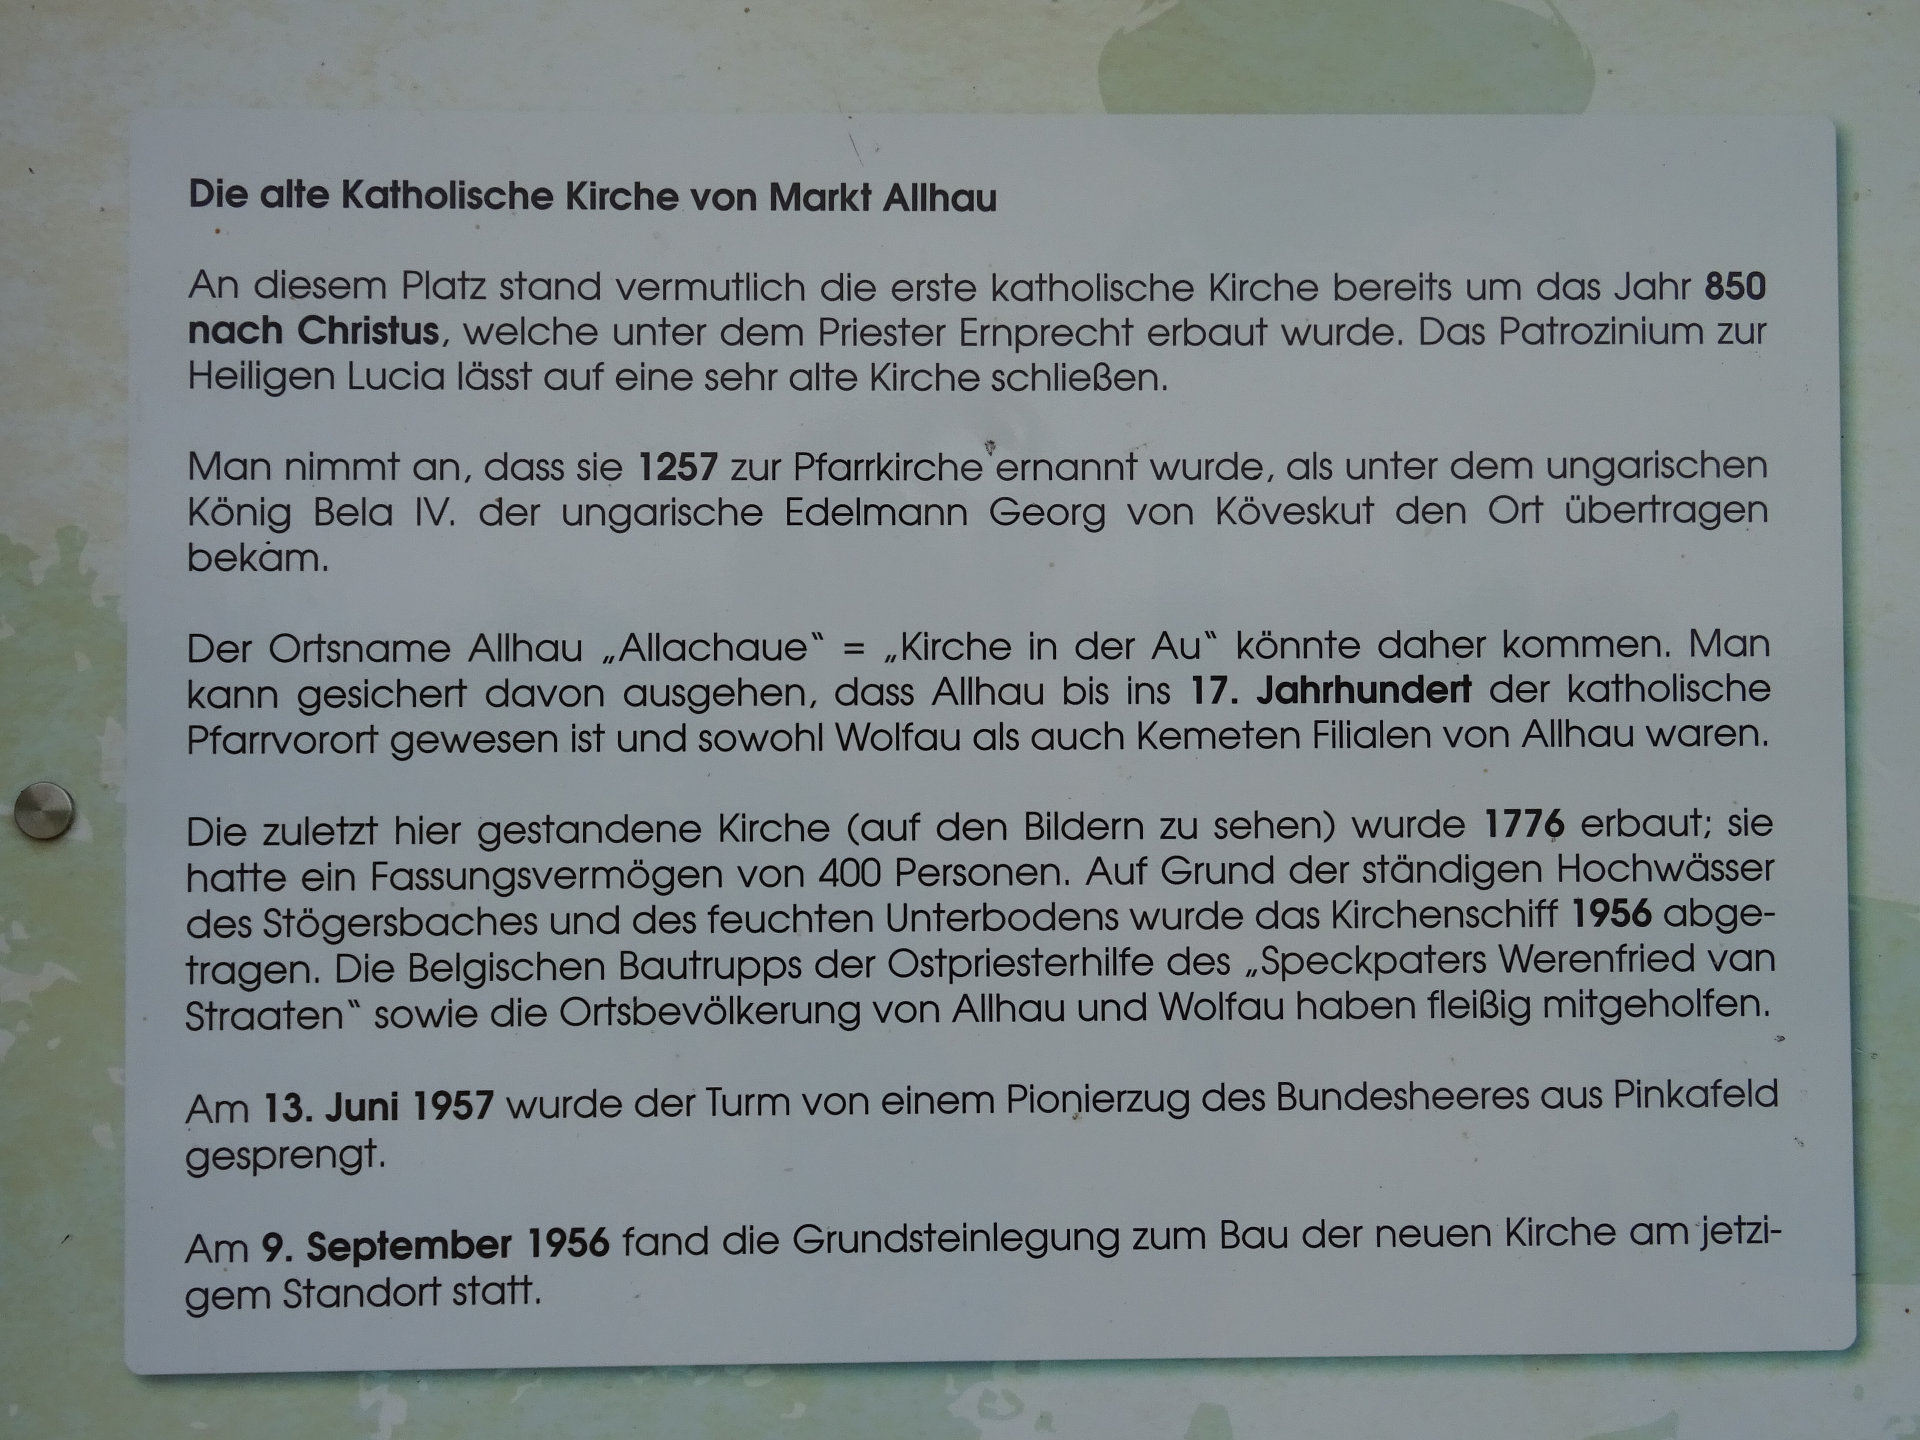 Die alte Katholische Kirche von Markt Allhau
An diesem Platz stand vermutlich die erste katholische Kirche bereits um das Jahr 850
nach Christus, welche unter dem Priester Ernprecht erbaut wurde. Das Patrozinium zur
Heiligen Lucia lässt auf eine sehr alte Kirche schließen.
Man nimmt an, dass sie 1257 zur Pfarrkirche ernannt wurde, als unter dem ungarischen
König Bela IV. der ungarische Edelmann Georg von Köveskut den Ort übertragen
bekam.
Der Ortsname Allhau „Allachaue‟ = „Kirche in der Au‟ könnte daher kommen. Man
kann gesichert davon ausgehen, dass Allhau bis ins 17. Jahrhundert der katholische
Pfarrvorort gewesen ist und sowohl Wolfau als auch Kemeten Filialen von Allhau waren.
Die zuletzt hier gestandene Kirche (auf den Bildern zu sehen) wurde 1776 erbaut; sie
hatte ein Fassungsvermögen von 400 Personen. Auf Grund der ständigen Hochwässer
des Stögersbaches und des feuchten Unterbodens wurde das Kirchenschiff 1956 abge-
tragen. Die Belgischen Bautrupps der Ostpriesterhilfe des „Speckpaters Werenfried van
Straaten‟ sowie die Ortsbevölkerung von Allhau und Wolfau haben fleißig mitgeholfen.
Am 13. Juni 1957 wurde der Turm von einem Pionierzug des Bundesheeres aus Pinkafeld
gesprengt.
Am 9. September 1956 fand die Grundsteinlegung zum Bau der neuen Kirche am jetzi-
gem Standort statt.